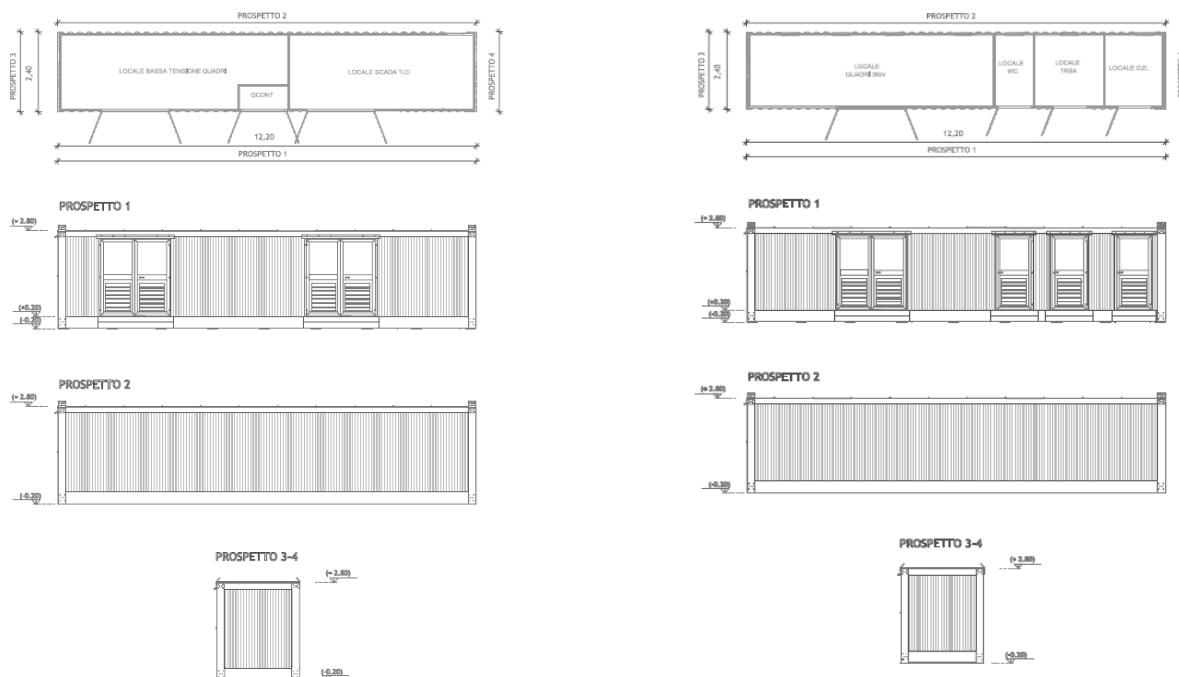 PROSPETTO 2
PROSPETTO 3
2,40
LOCALE BASSA TENSIONE QUADRI
LOCALE SCADA TLC
QCONT
PROSPETTO 4
12,20
PROSPETTO 1
PROSPETTO 1
(+ 2.80)
(+0.20)
(-0.20)
PROSPETTO 2
(+ 2.80)
(-0.20)
PROSPETTO 3-4
(+ 2.80)
(-0.20)
PROSPETTO 2
PROSPETTO 3
2,40
LOCALE
QUADRI 36kV
LOCALE
WC
LOCALE
TRSA
LOCALE G.E.
12,20
PROSPETTO 1
PROSPETTO 1
(+ 2.80)
(+0.20)
(-0.20)
PROSPETTO 2
(+ 2.80)
(-0.20)
PROSPETTO 3-4
(+ 2.80)
(-0.20)